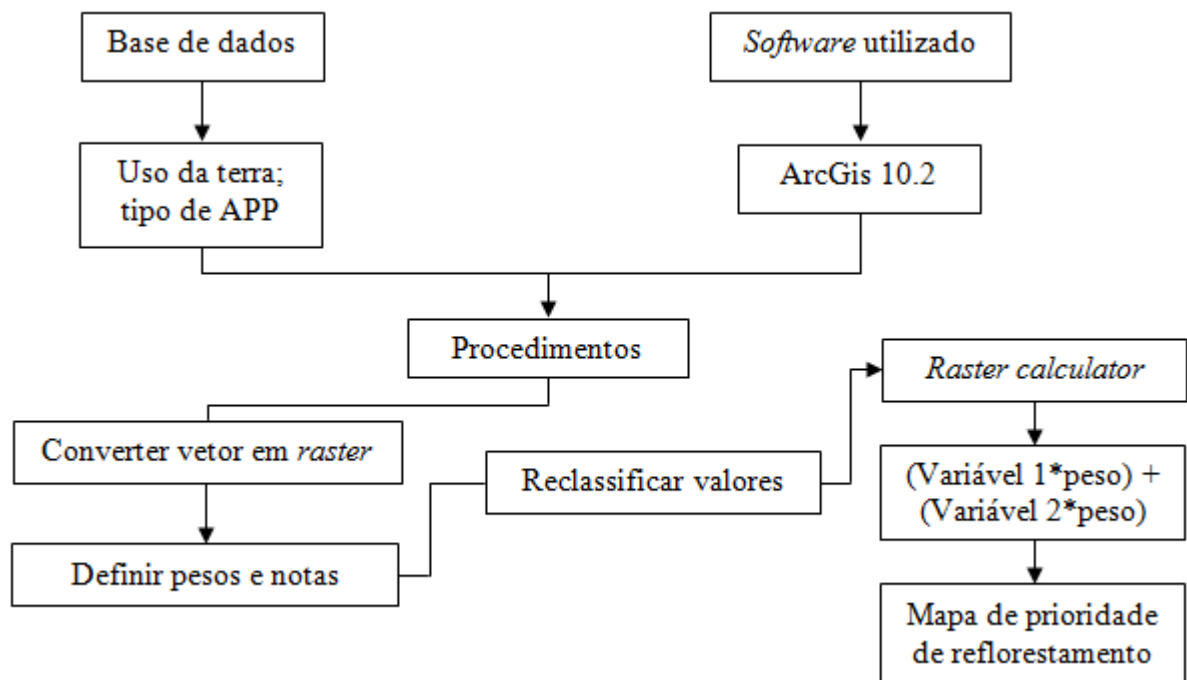 Base de dados
Software utilizado
Uso da terra;
tipo de APP
ArcGis 10.2
Procedimentos
Converter vetor em raster
Definir pesos e notas
Reclassificar valores
Raster calculator
(Variável 1*peso) +
(Variável 2*peso)
Mapa de prioridade
de reflorestamento